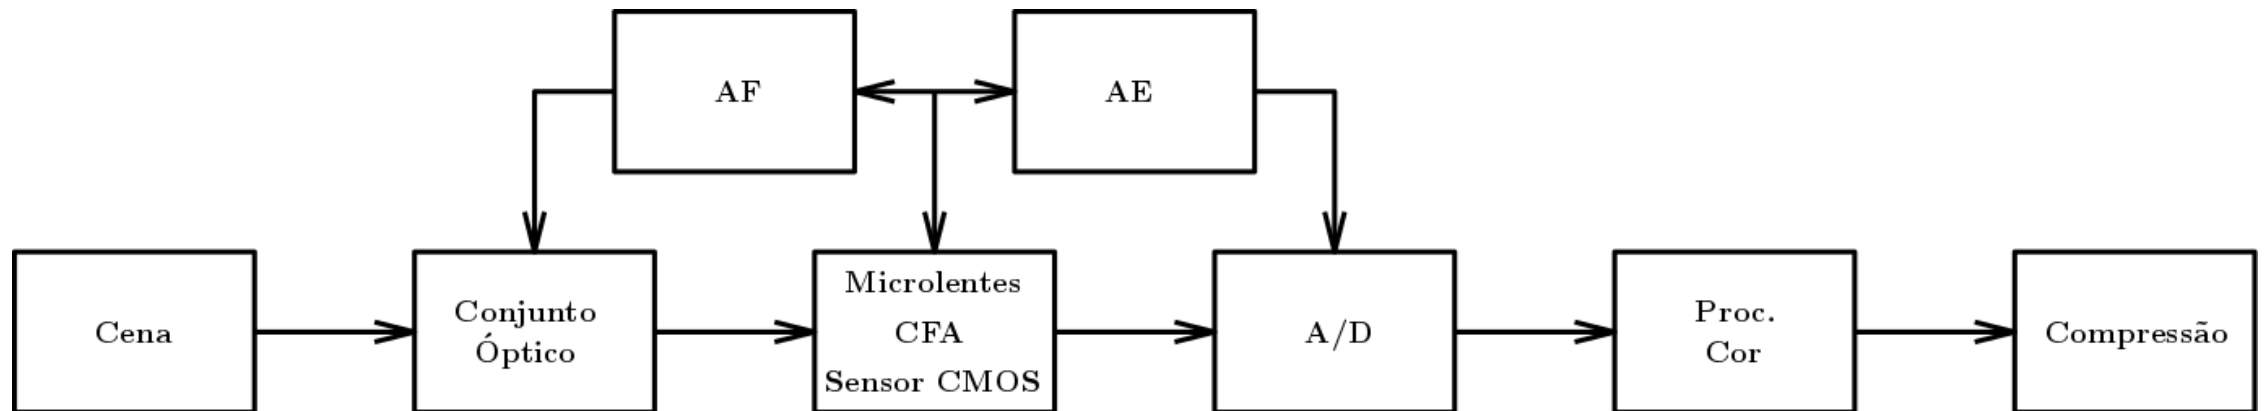 AF
AE
Cena
Conjunto
Óptico
Microlentes
CFA
Sensor CMOS
A/D
Proc.
Cor
Compressão